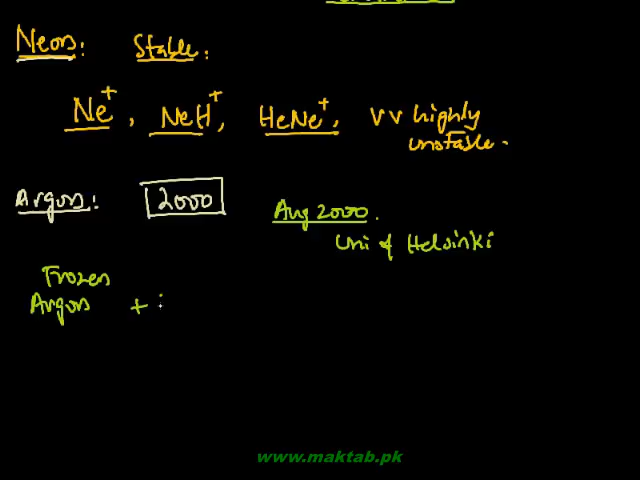 Neon: Stable.
Ne+, NeH+, HeNe+, VV highly
unstable.
Argon: 2000
Aug 2000.
Uni of Helsinki
Frozen
Argon + i
www.maktab.pk